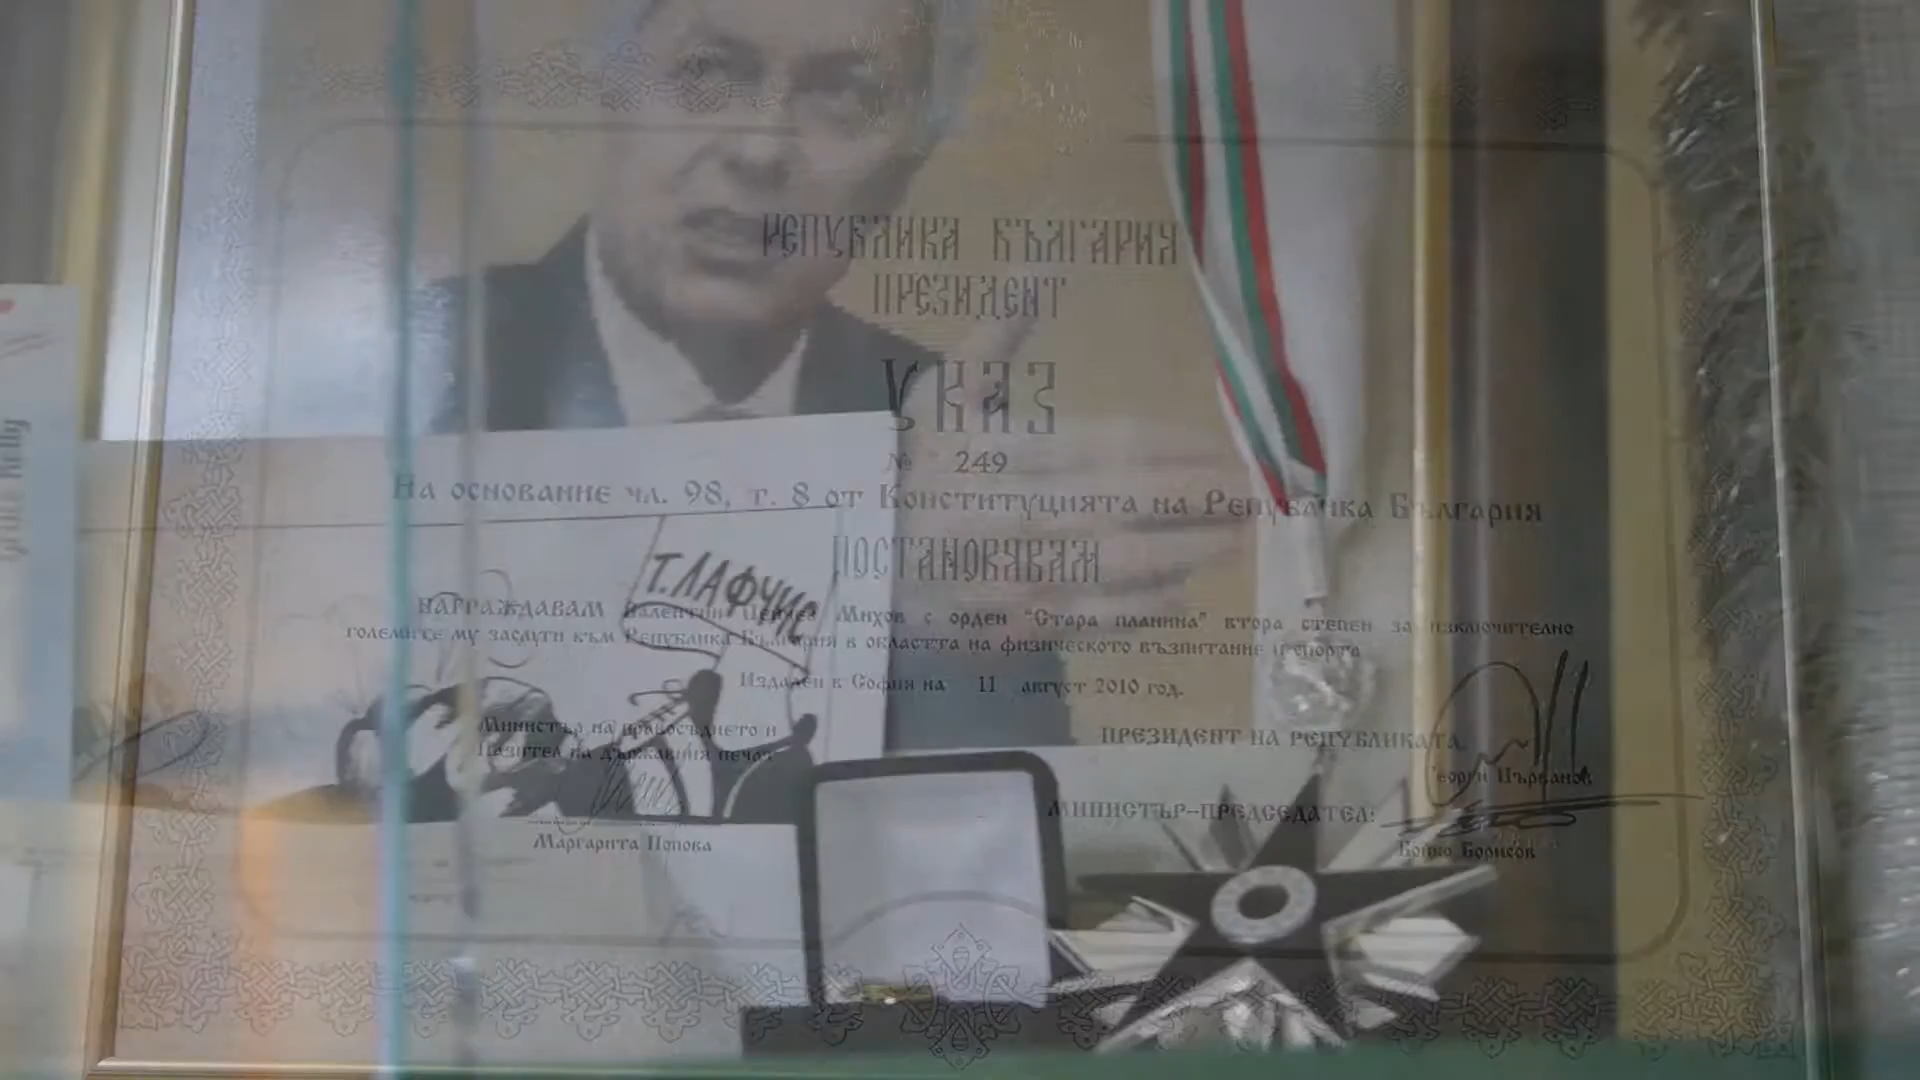 РЕПУБЛИКА БЪЛГАРИЯ
ПРЕЗИДЕНТ
УКАЗ
№ 249
На основание чл. 98, т. 8 от Конституцията на Република България
ПОСТАНОВЯВАМ
НАГРАЖДАВАМ Валентин Михов с орден "Стара планина" втора степен за изключително
големите му заслуги към Република България в областта на физическото възпитание и спорта
Издаден в София на 11 август 2010 год.
Министър на правосъдието и
пазител на държавния печат
Маргарита Попова
ПРЕЗИДЕНТ НА РЕПУБЛИКАТА
Георги Първанов
МИНИСТЪР-ПРЕДСЕДАТЕЛ:
Бойко Борисов
Т. ЛАФЧИС
Kelly